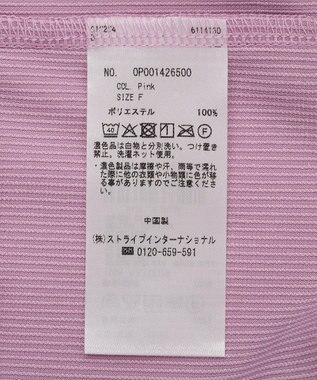 NO. 0P001426500
COL Pink
SIZE F
ポリエステル 100%
40
F
濃色品は白物と分別洗い。つけ置き
禁止。洗濯ネット使用。
・濃色品は摩擦や汗、雨等で濡れ
た際に他の衣類や小物類に色が移
る事がありますのでご注意くださ
い。
中国製
(株)ストライプインターナショナル
0120-659-591